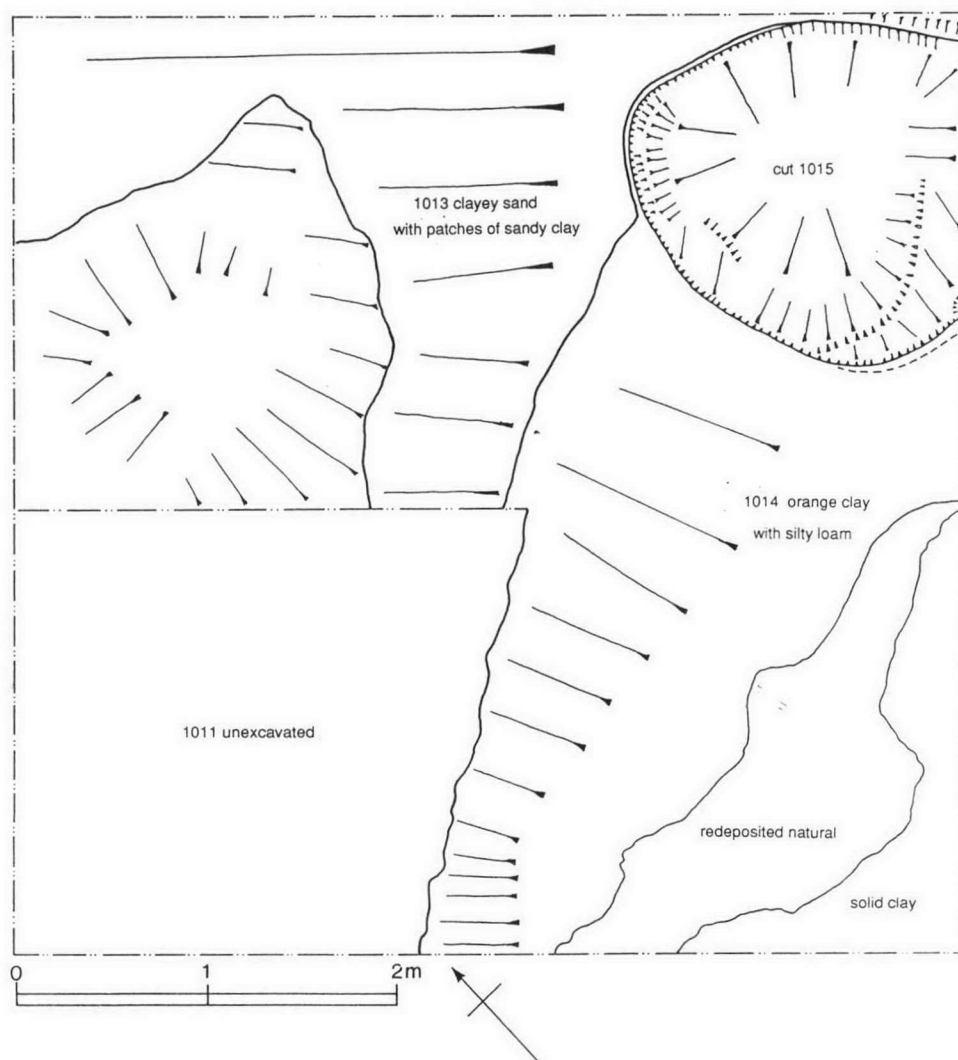 cut 1015
1013 clayey sand
with patches of sandy clay
1014 orange clay
with silty loam
1011 unexcavated
redeposited natural
solid clay
0 1 2m